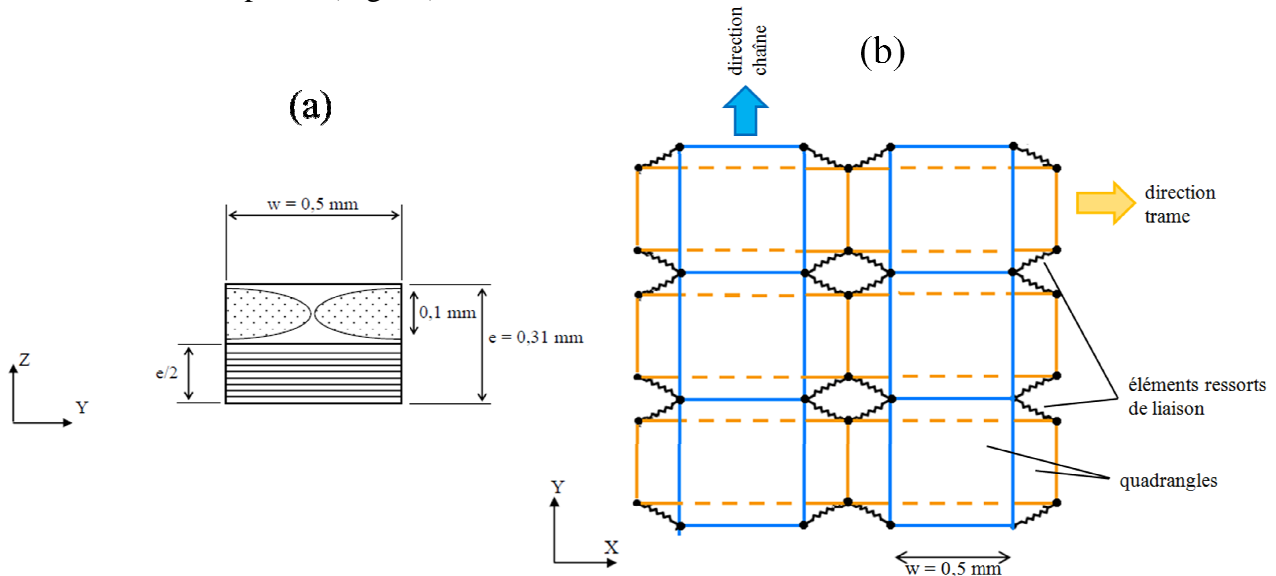 (a)
w = 0,5 mm
0,1 mm
e = 0,31 mm
e/2
Z
Y
(b)
direction
chaîne
direction
trame
éléments ressorts
de liaison
quadrangles
Y
X
w = 0,5 mm